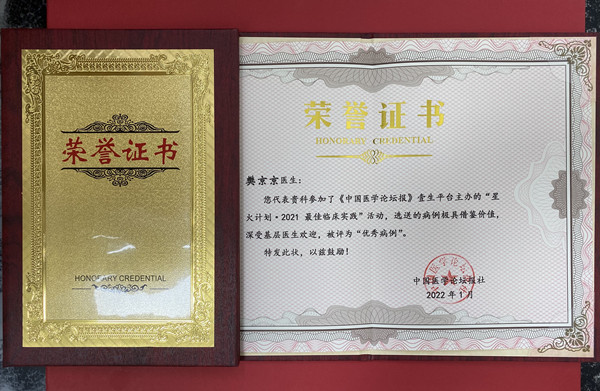 荣誉证书
HONORARY CREDENTIAL
荣誉证书
HONORARY CREDENTIAL
樊京京医生：
您代表贵科参加了《中国医学论坛报》壹生平台主办的“星
火计划·2021 最佳临床实践”活动，选送的病例极具借鉴价值，
深受基层医生欢迎，被评为“优秀病例”。
特发此状，以兹鼓励！
中国医学论坛报社
2022 年 1 月